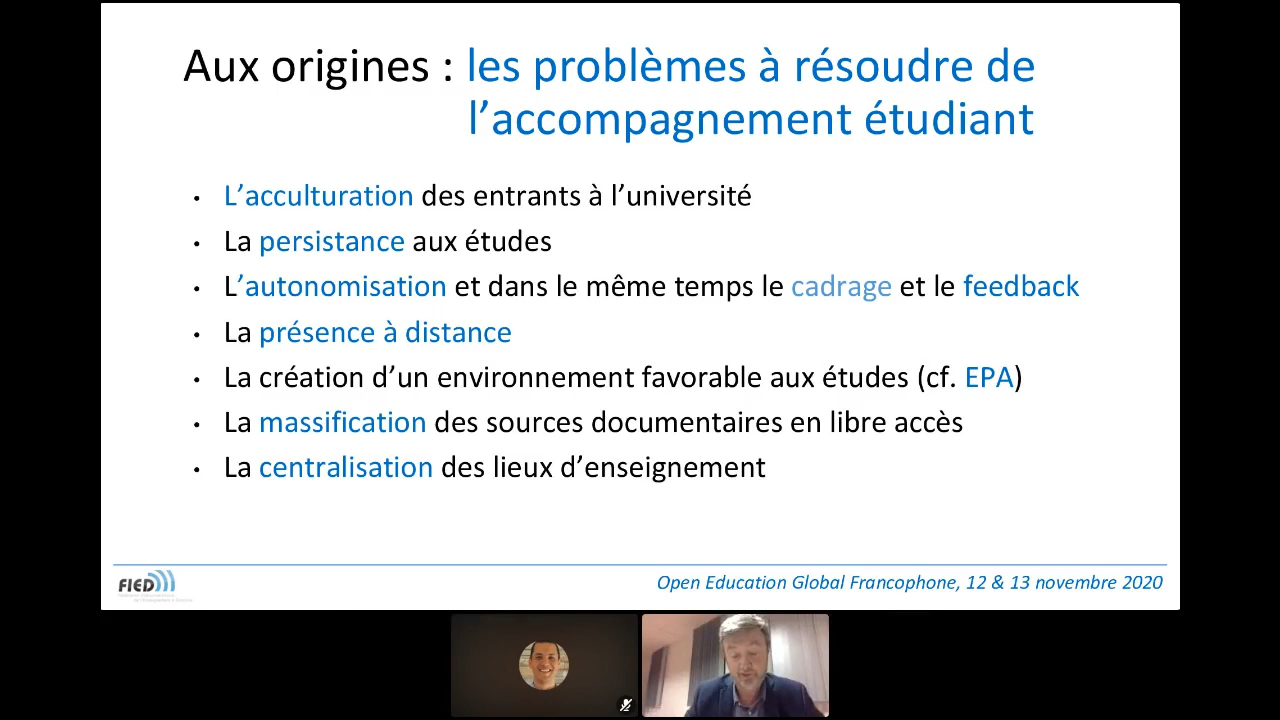 Aux origines : les problèmes à résoudre de
l’accompagnement étudiant
• L’acculturation des entrants à l’université
• La persistance aux études
• L’autonomisation et dans le même temps le cadrage et le feedback
• La présence à distance
• La création d’un environnement favorable aux études (cf. EPA)
• La massification des sources documentaires en libre accès
• La centralisation des lieux d’enseignement
FIED
Open Education Global Francophone, 12 & 13 novembre 2020